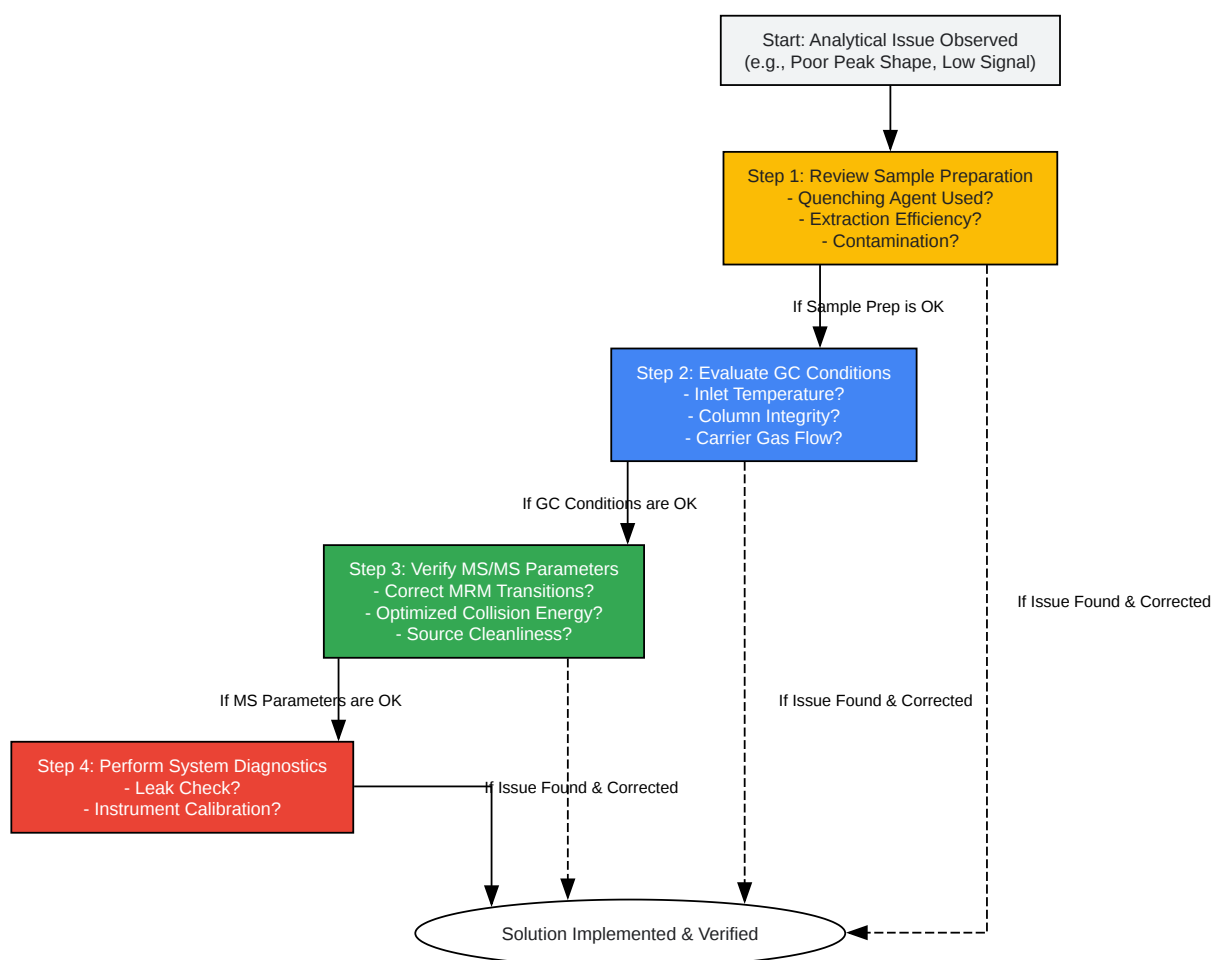 Start: Analytical Issue Observed
(e.g., Poor Peak Shape, Low Signal)
Step 1: Review Sample Preparation
- Quenching Agent Used?
- Extraction Efficiency?
- Contamination?
If Sample Prep is OK
Step 2: Evaluate GC Conditions
- Inlet Temperature?
- Column Integrity?
- Carrier Gas Flow?
If GC Conditions are OK
Step 3: Verify MS/MS Parameters
- Correct MRM Transitions?
- Optimized Collision Energy?
- Source Cleanliness?
If Issue Found & Corrected
If MS Parameters are OK
If Issue Found & Corrected
Step 4: Perform System Diagnostics
- Leak Check?
- Instrument Calibration?
If Issue Found & Corrected
Solution Implemented & Verified